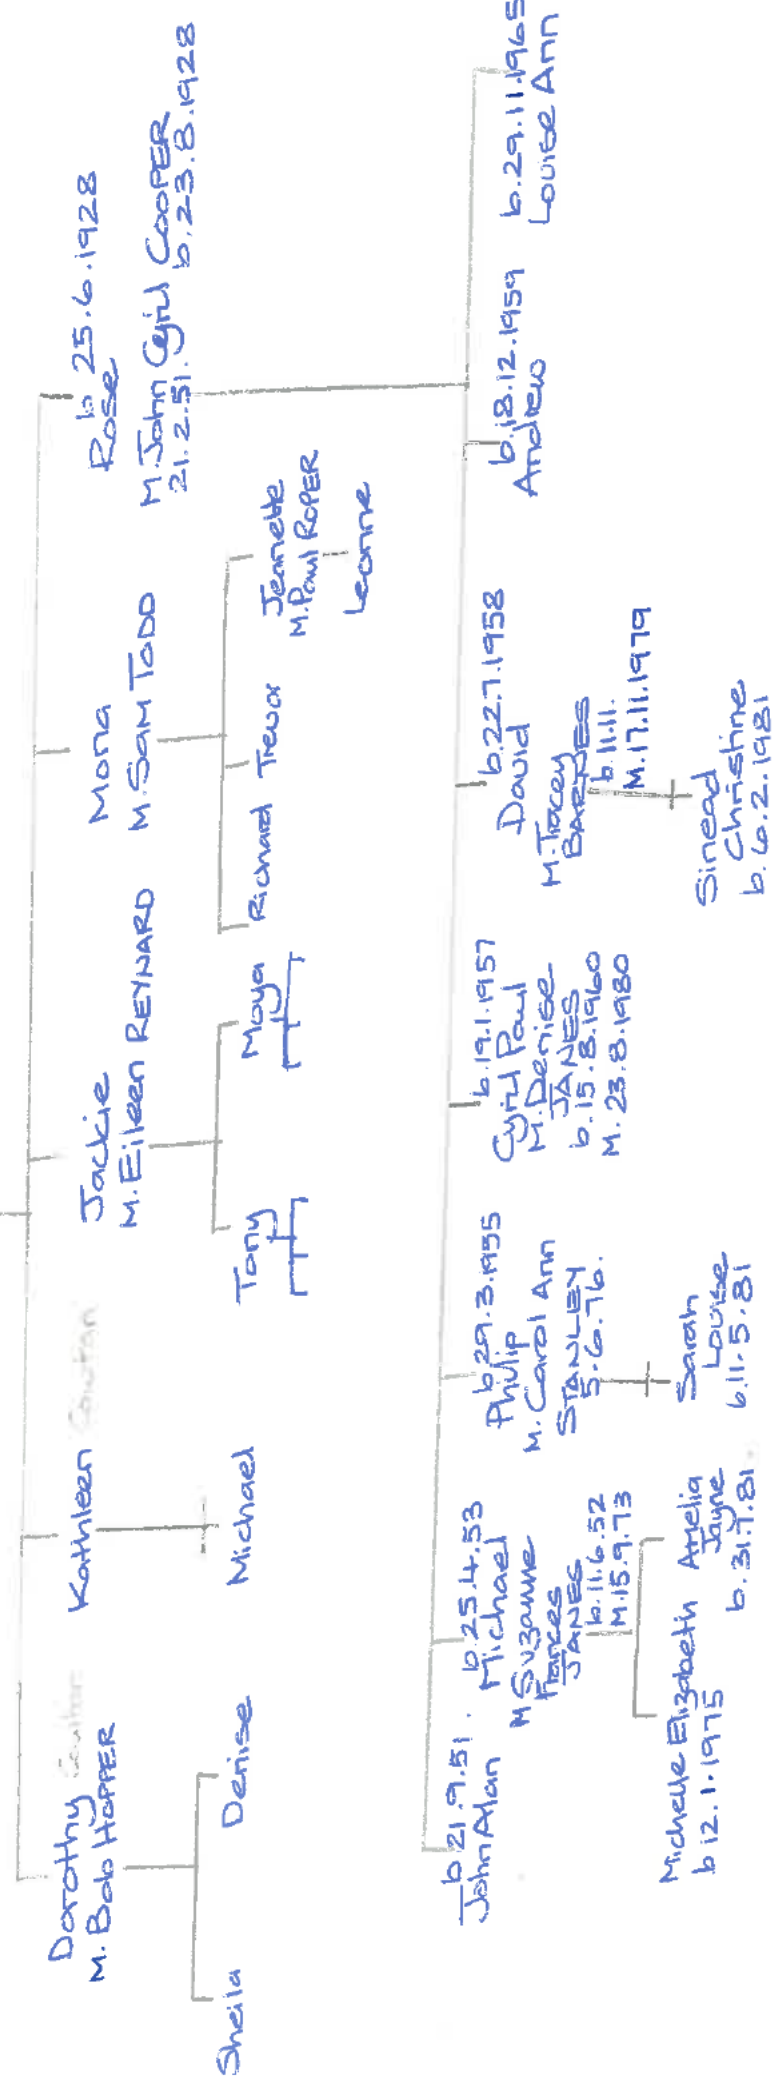 Dorothy
M. Bob HOPPER
Sheila
Denise
Kathleen
Michael
Jackie
M. Eileen REYNARD
Tony
Moya
Mona
M. SAM TODD
Richard
Trevor
Jeanette
M. Paul ROPER
Leanne
b 25.6.1928
Rose
M. John Cyril COOPER
21.2.51. b. 23.8.1928
b 21.9.51.
John Alan
b. 25.4.53
Michael
M Suzanne
Frances
JANES
b. 11.6.52
M. 15.9.73
Michelle Elizabeth
b 12.1.1975
Amelia
Jayne
b. 31.7.81
b 29.3.1955
Philip
M. Carol Ann
STANLEY
5.6.76.
Sarah
Louise
b. 11.5.81
b. 19.1.1957
Cyril Paul
M. Denise
JANES
b. 15.8.1960
M. 23.8.1980
b. 22.7.1958
David
M. Tracey
BARNES
b. 11.11.
M. 17.11.1979
Sinead
Christine
b. 6.2.1981
b. 18.12.1959
Andrew
b. 29.11.1965
Louise Ann